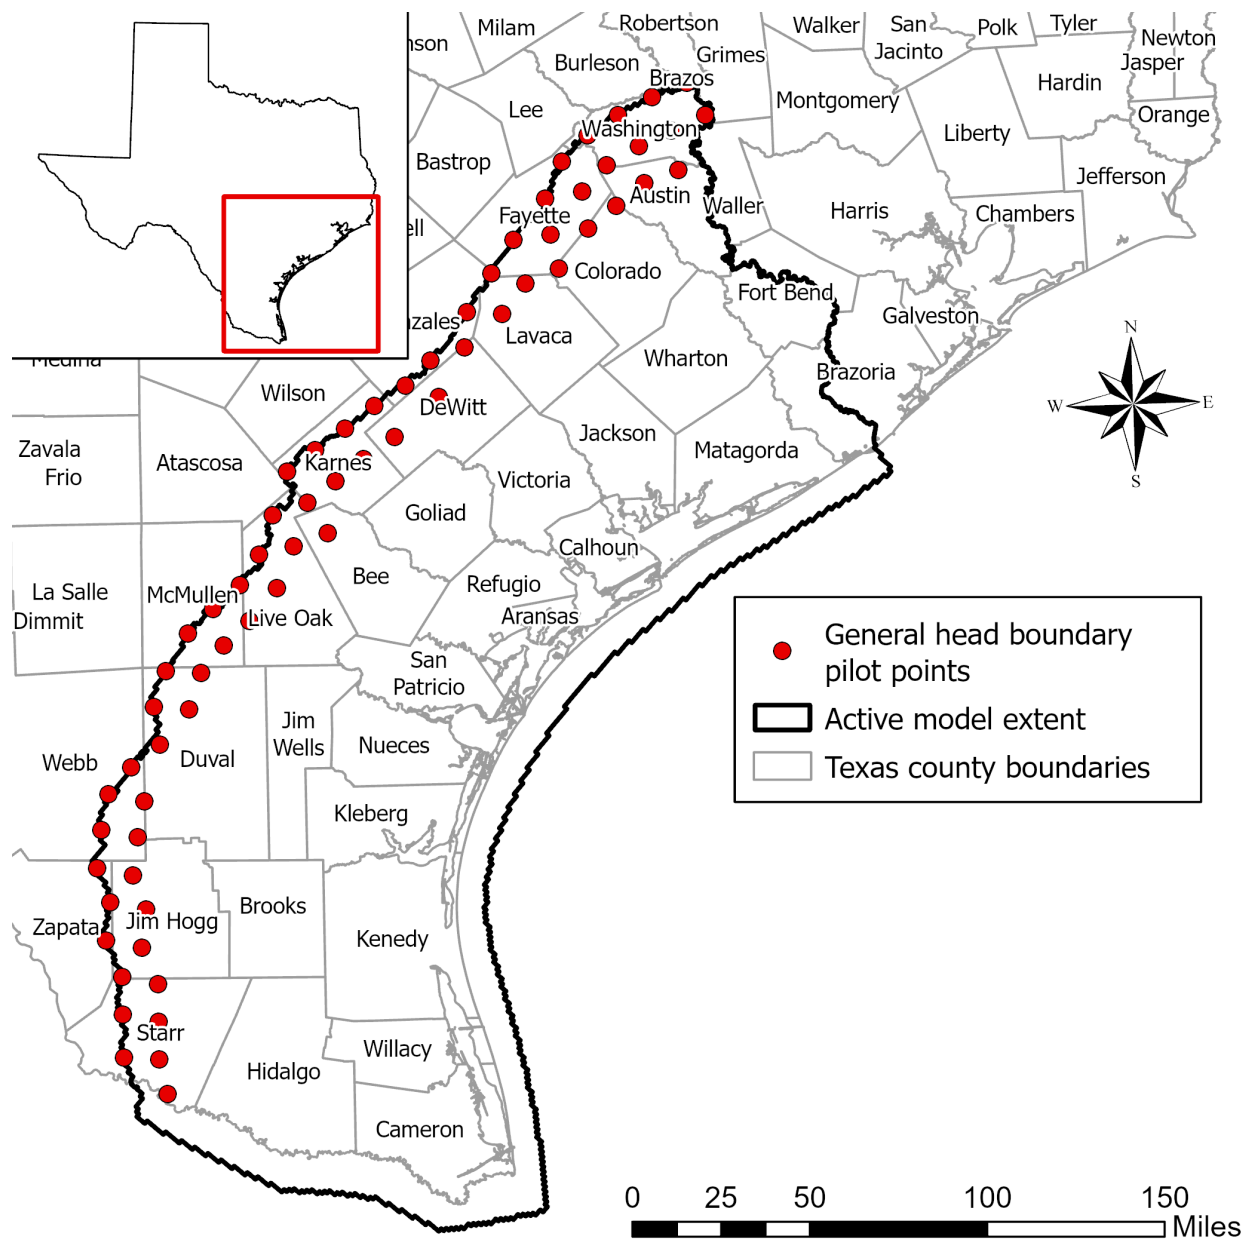 Milam
Robertson
Walker
San
Jacinto
Polk
Tyler
Newton
Jasper
nson
Burleson
Grimes
Brazos
Hardin
Lee
Montgomery
Orange
Washington
Liberty
Bastrop
Jefferson
Austin
Waller
Harris
Chambers
Fayette
ell
Colorado
Fort Bend
Galveston
nzales
Lavaca
Wharton
Medina
Brazoria
Wilson
DeWitt
N
W
E
S
Zavala
Frio
Atascosa
Karnes
Jackson
Matagorda
Victoria
Goliad
Calhoun
La Salle
Dimmit
McMullen
Bee
Refugio
Aransas
Live Oak
San
Patricio
General head boundary
pilot points
Active model extent
Texas county boundaries
Webb
Duval
Jim
Wells
Nueces
Kleberg
Zapata
Jim Hogg
Brooks
Kenedy
Starr
Hidalgo
Willacy
Cameron
0 25 50 100 150
Miles